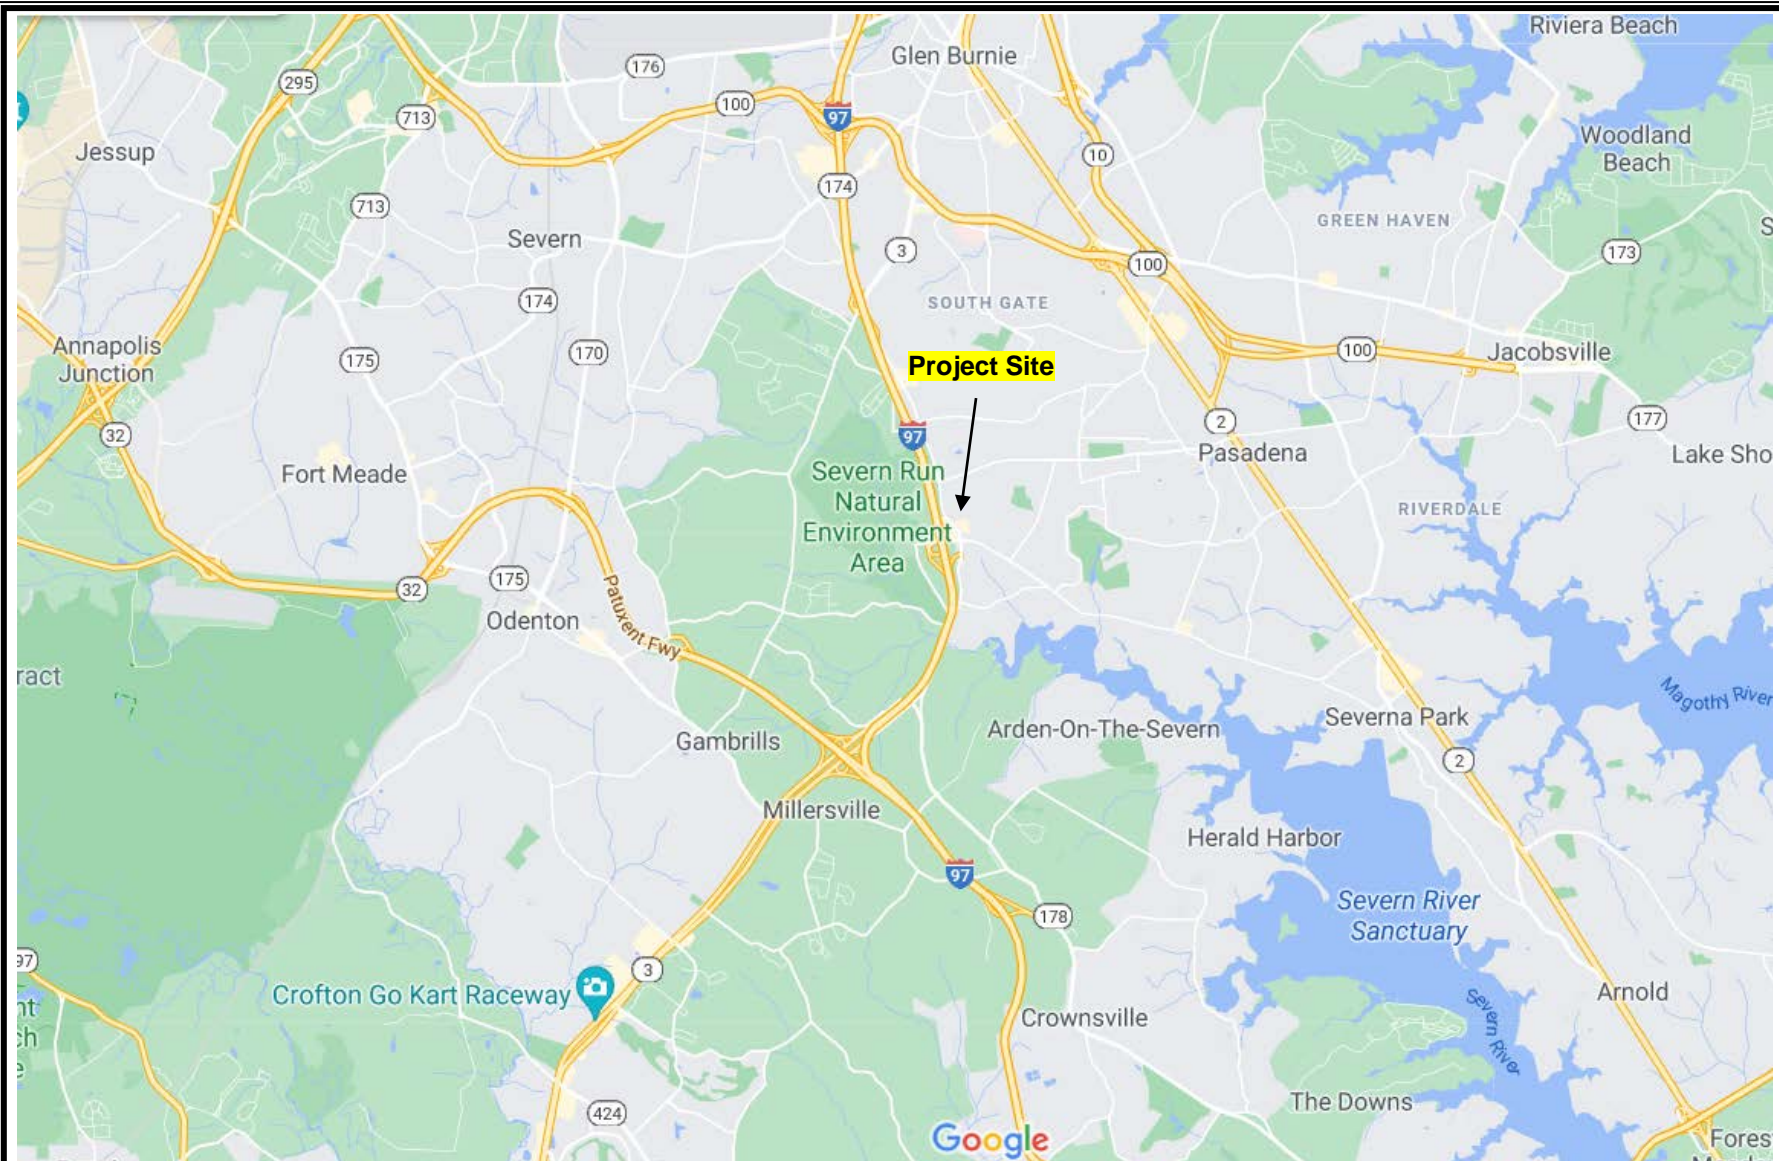 Riviera Beach
Glen Burnie
176
295
100
713
97
Woodland
Beach
Jessup
10
174
713
GREEN HAVEN
S
Severn
3
173
100
174
SOUTH GATE
Annapolis
Junction
175
170
Project Site
100
Jacobsville
177
2
32
97
Pasadena
Lake Sho
Fort Meade
Severn Run
Natural
Environment
Area
RIVERDALE
175
32
Patuxent Fwy
Odenton
ract
Magothy River
Gambrills
Arden-On-The-Severn
Severna Park
2
Millersville
Herald Harbor
97
178
Severn River
Sanctuary
97
3
Crofton Go Kart Raceway
Arnold
nt
ch
e
Crownsville
Severn River
The Downs
424
Google
Fores